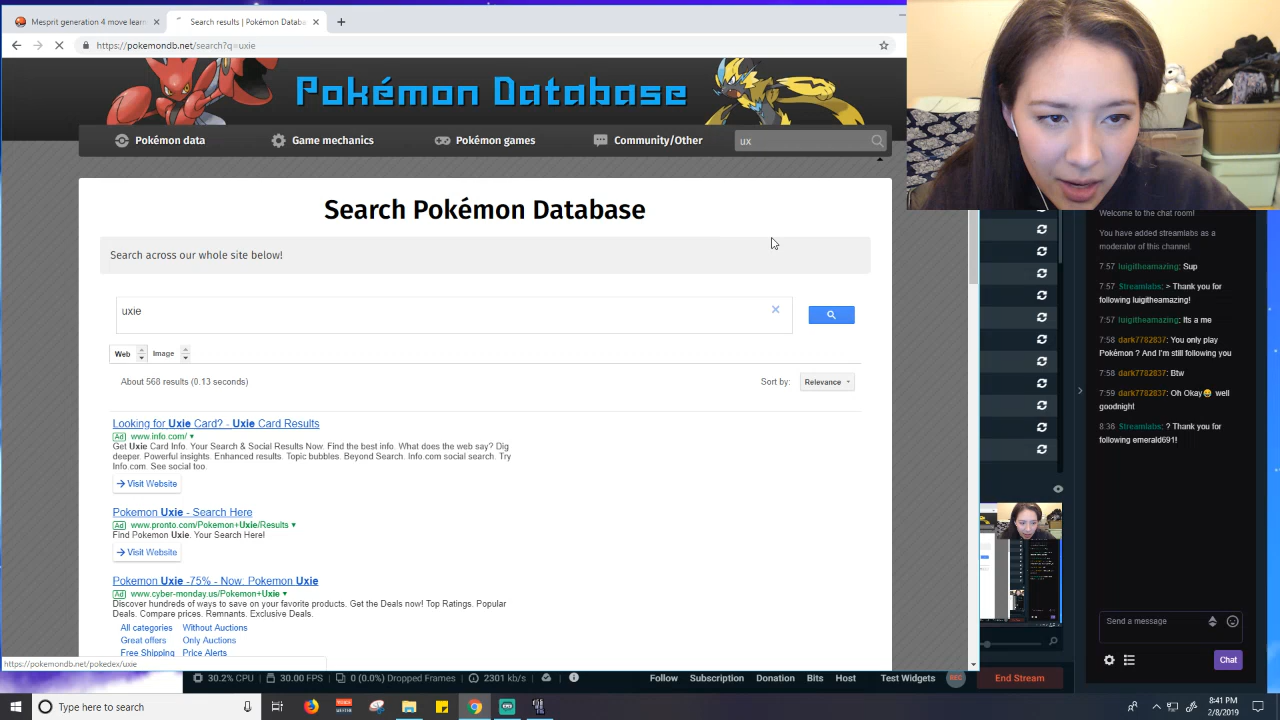 Mesprit generation 4 move lear
Search results | Pokémon Databa
https://pokemondb.net/search?q=uxie
Pokémon Database
Pokémon data
Game mechanics
Pokémon games
Community/Other
ux
Search Pokémon Database
Search across our whole site below!
uxie
Web
Image
About 568 results (0.13 seconds)
Sort by:
Relevance
Looking for Uxie Card? - Uxie Card Results
Ad www.info.com/
Get Uxie Card Info. Your Search & Social Results Now. Find the best info. What does the web say? Dig
deeper. Powerful insights. Enhanced results. Topic bubbles. Beyond Search. Info.com social search. Try
Info.com. See social too.
Visit Website
Pokemon Uxie - Search Here
Ad www.pronto.com/Pokemon+Uxie/Results
Find Pokemon Uxie. Your Search Here!
Visit Website
Pokemon Uxie -75% - Now: Pokemon Uxie
Ad www.cyber-monday.us/Pokemon+Uxie
Discover hundreds of ways to save on your favorite products. Get the Deals now! Top Ratings. Popular
Deals. Compare prices. Remnants. Exclusive Deals.
All categories Without Auctions
Great offers Only Auctions
Free Shipping Price Alerts
https://pokemondb.net/pokedex/uxie
Welcome to the chat room!
You have added streamlabs as a
moderator of this channel.
7:57 luigitheamazing: Sup
7:57 Streamlabs: > Thank you for
following luigitheamazing!
7:57 luigitheamazing: Its a me
7:58 dark7782837: You only play
Pokémon ? And I'm still following you
7:58 dark7782837: Btw
7:59 dark7782837: Oh Okay😅 well
goodnight
8:36 Streamlabs: ? Thank you for
following emerald691!
Send a message
Chat
30.2% CPU
30.00 FPS
0 (0.0%) Dropped Frames
2301 kb/s
Follow
Subscription
Donation
Bits
Host
Test Widgets
REC
End Stream
Type here to search
8:41 PM
2/8/2019